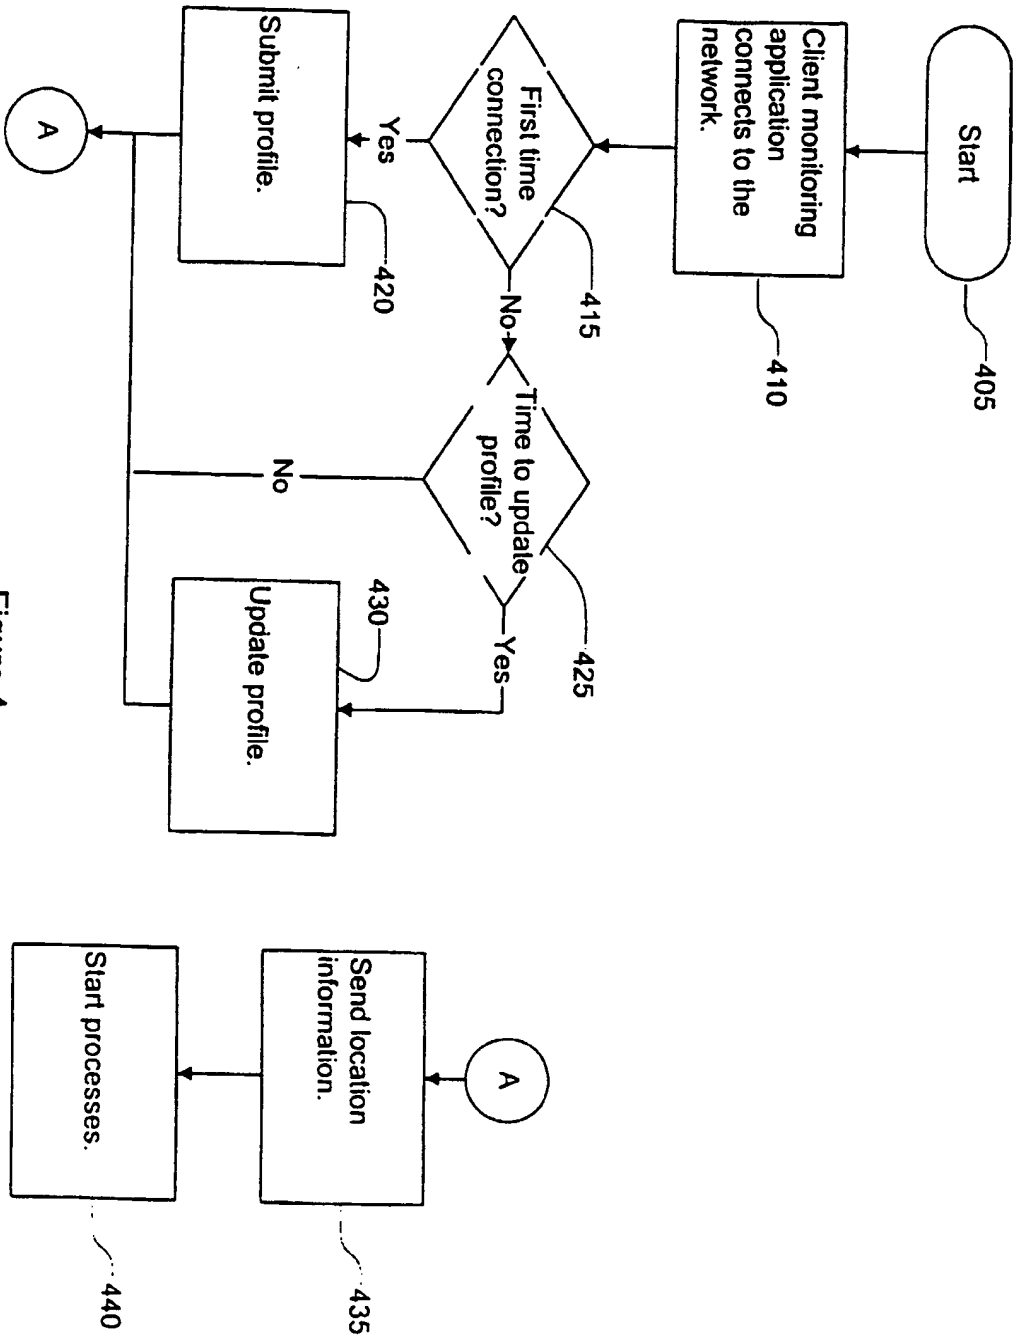 Start
405
Client monitoring
application
connects to the
network.
410
First time
connection?
415
No
Yes
Time to update
profile?
425
Yes
No
Submit profile.
420
430
Update profile.
A
A
Send location
information.
435
Start processes.
440